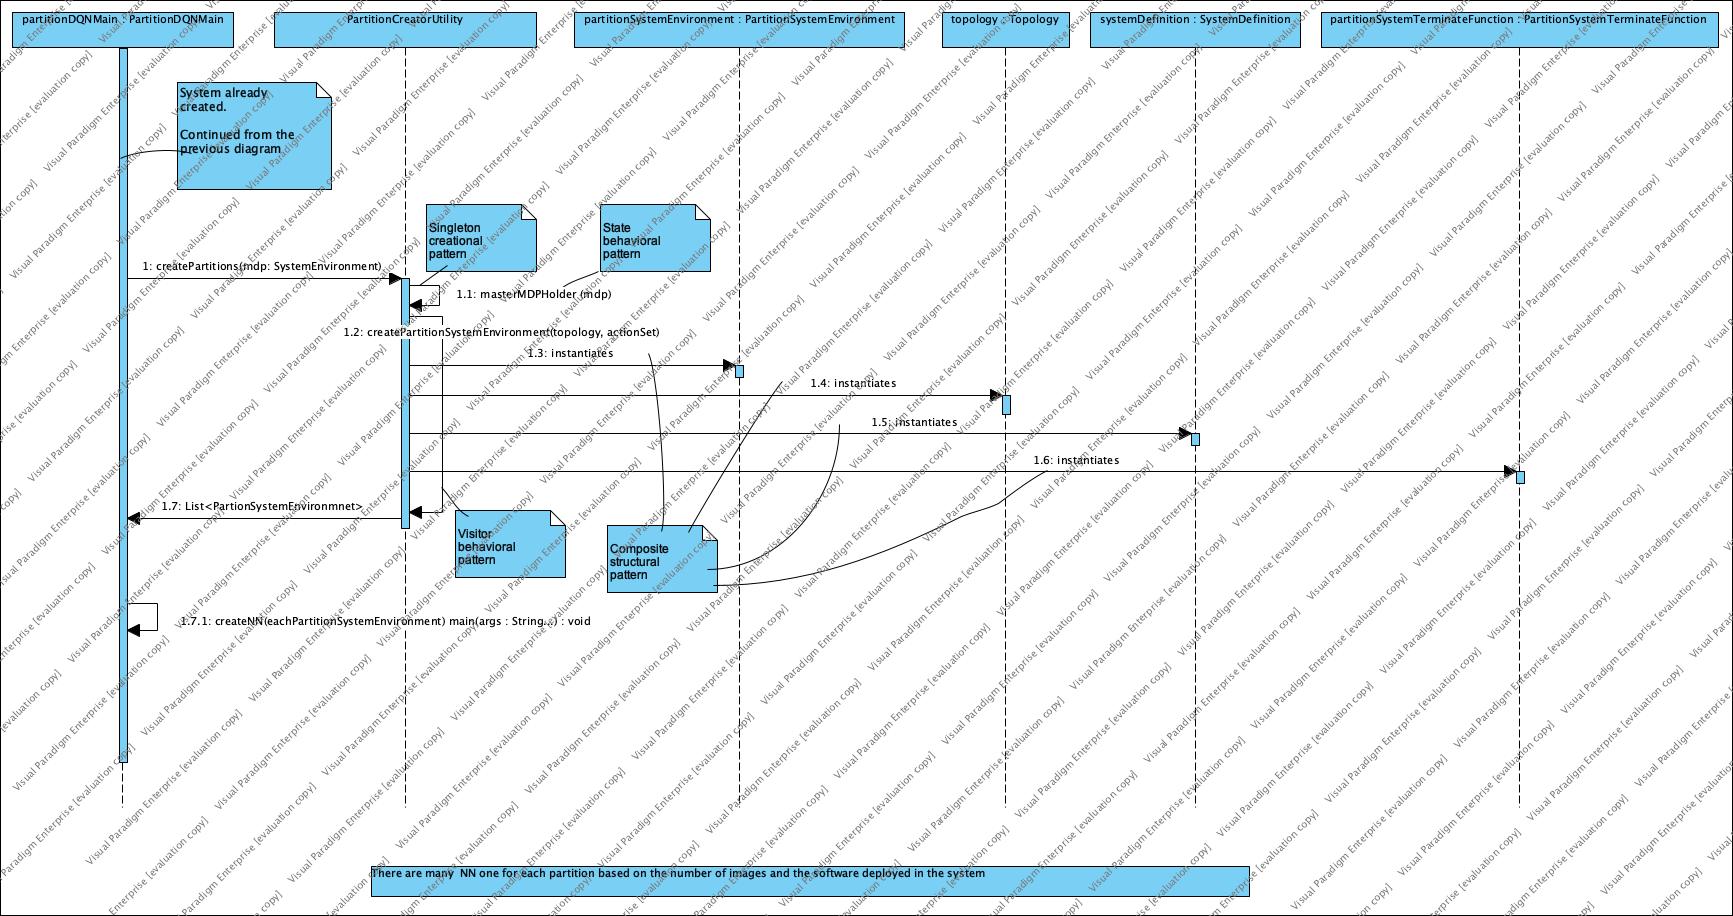 partitionDQNMain : PartitionDQNMain
PartitionCreatorUtility
partitionSystemEnvironment : PartitionSystemEnvironment
topology : Topology
systemDefinition : SystemDefinition
partitionSystemTerminateFunction : PartitionSystemTerminateFunction
System already
created.
Continued from the
previous diagram
Singleton
creational
pattern
State
behavioral
pattern
1: createPartitions(mdp: SystemEnvironment)
1.1: masterMDPHolder (mdp)
1.2: createPartitionSystemEnvironment(topology, actionSet)
1.3: instantiates
1.4: instantiates
1.5: instantiates
1.6: instantiates
1.7: List<PartionSystemEnvironmnet>
Visitor
behavioral
pattern
Composite
structural
pattern
1.7.1: createNN(eachPartitionSystemEnvironment) main(args : String...) : void
There are many NN one for each partition based on the number of images and the software deployed in the system
Visual Paradigm Enterprise [evaluation copy]